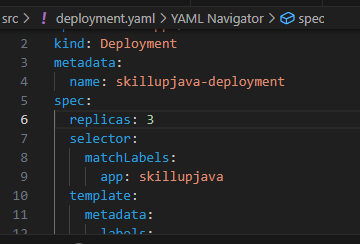 src > ! deployment.yaml > YAML Navigator > spec
2 kind: Deployment
3 metadata:
4 name: skillupjava-deployment
5 spec:
6 replicas: 3
7 selector:
8 matchLabels:
9 app: skillupjava
10 template:
11 metadata:
12 labels: